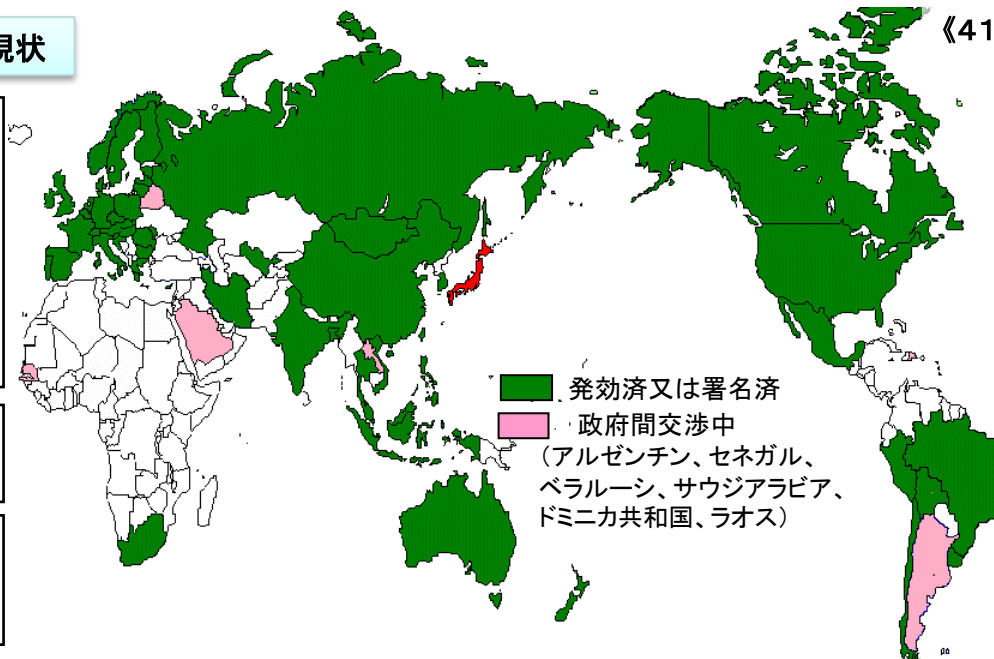 現状
《41
発効済又は署名済
政府間交渉中
（アルゼンチン、セネガル、
ベラルーシ、サウジアラビア、
ドミニカ共和国、ラオス）